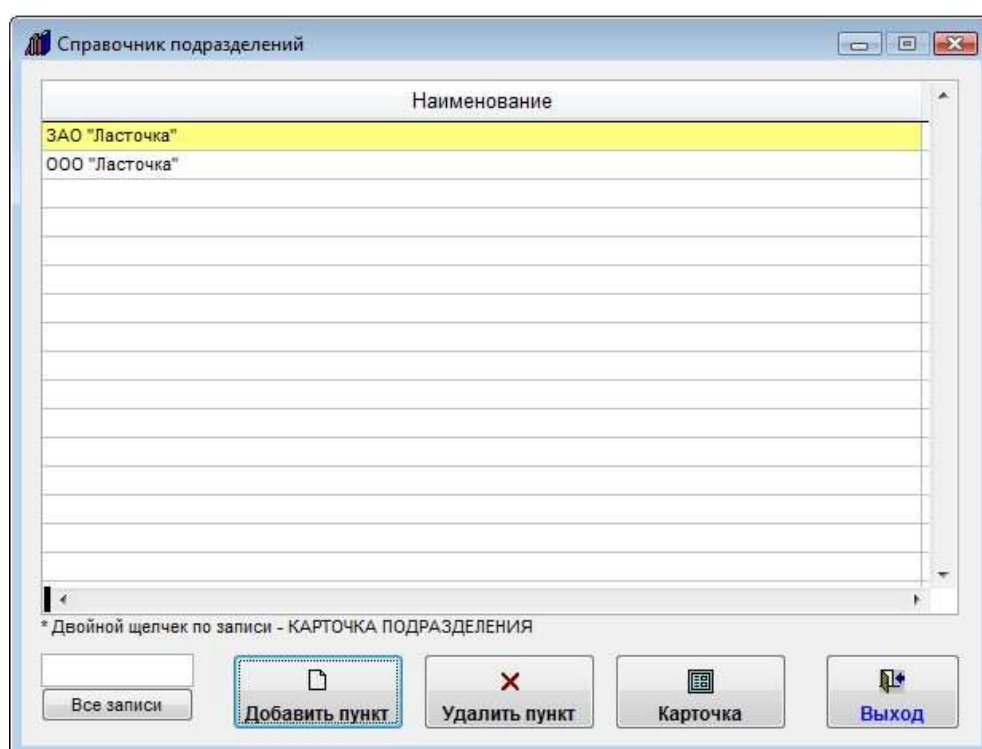 Справочник подразделений
Наименование
ЗАО "Ласточка"
ООО "Ласточка"
* Двойной щелчек по записи - КАРТОЧКА ПОДРАЗДЕЛЕНИЯ
Все записи
Добавить пункт
Удалить пункт
Карточка
Выход